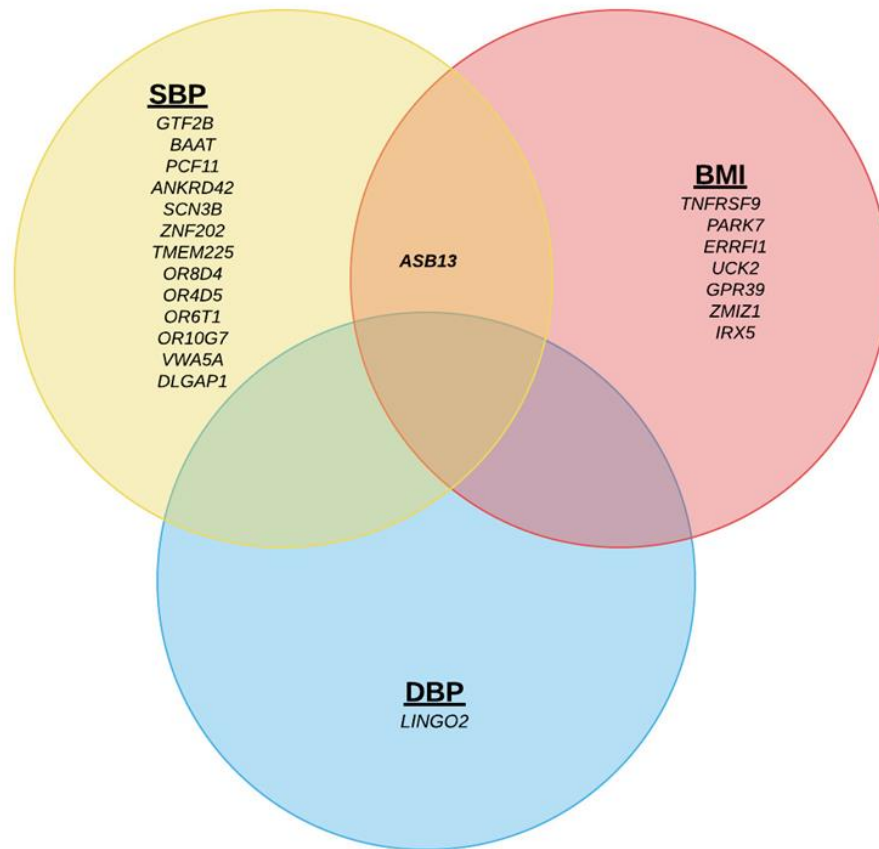 SBP
GTF2B
BAAT
PCF11
ANKRD42
SCN3B
ZNF202
TMEM225
OR8D4
OR4D5
OR6T1
OR10G7
VWA5A
DLGAP1
ASB13
BMI
TNFRSF9
PARK7
ERRFI1
UCK2
GPR39
ZMIZ1
IRX5
DBP
LINGO2